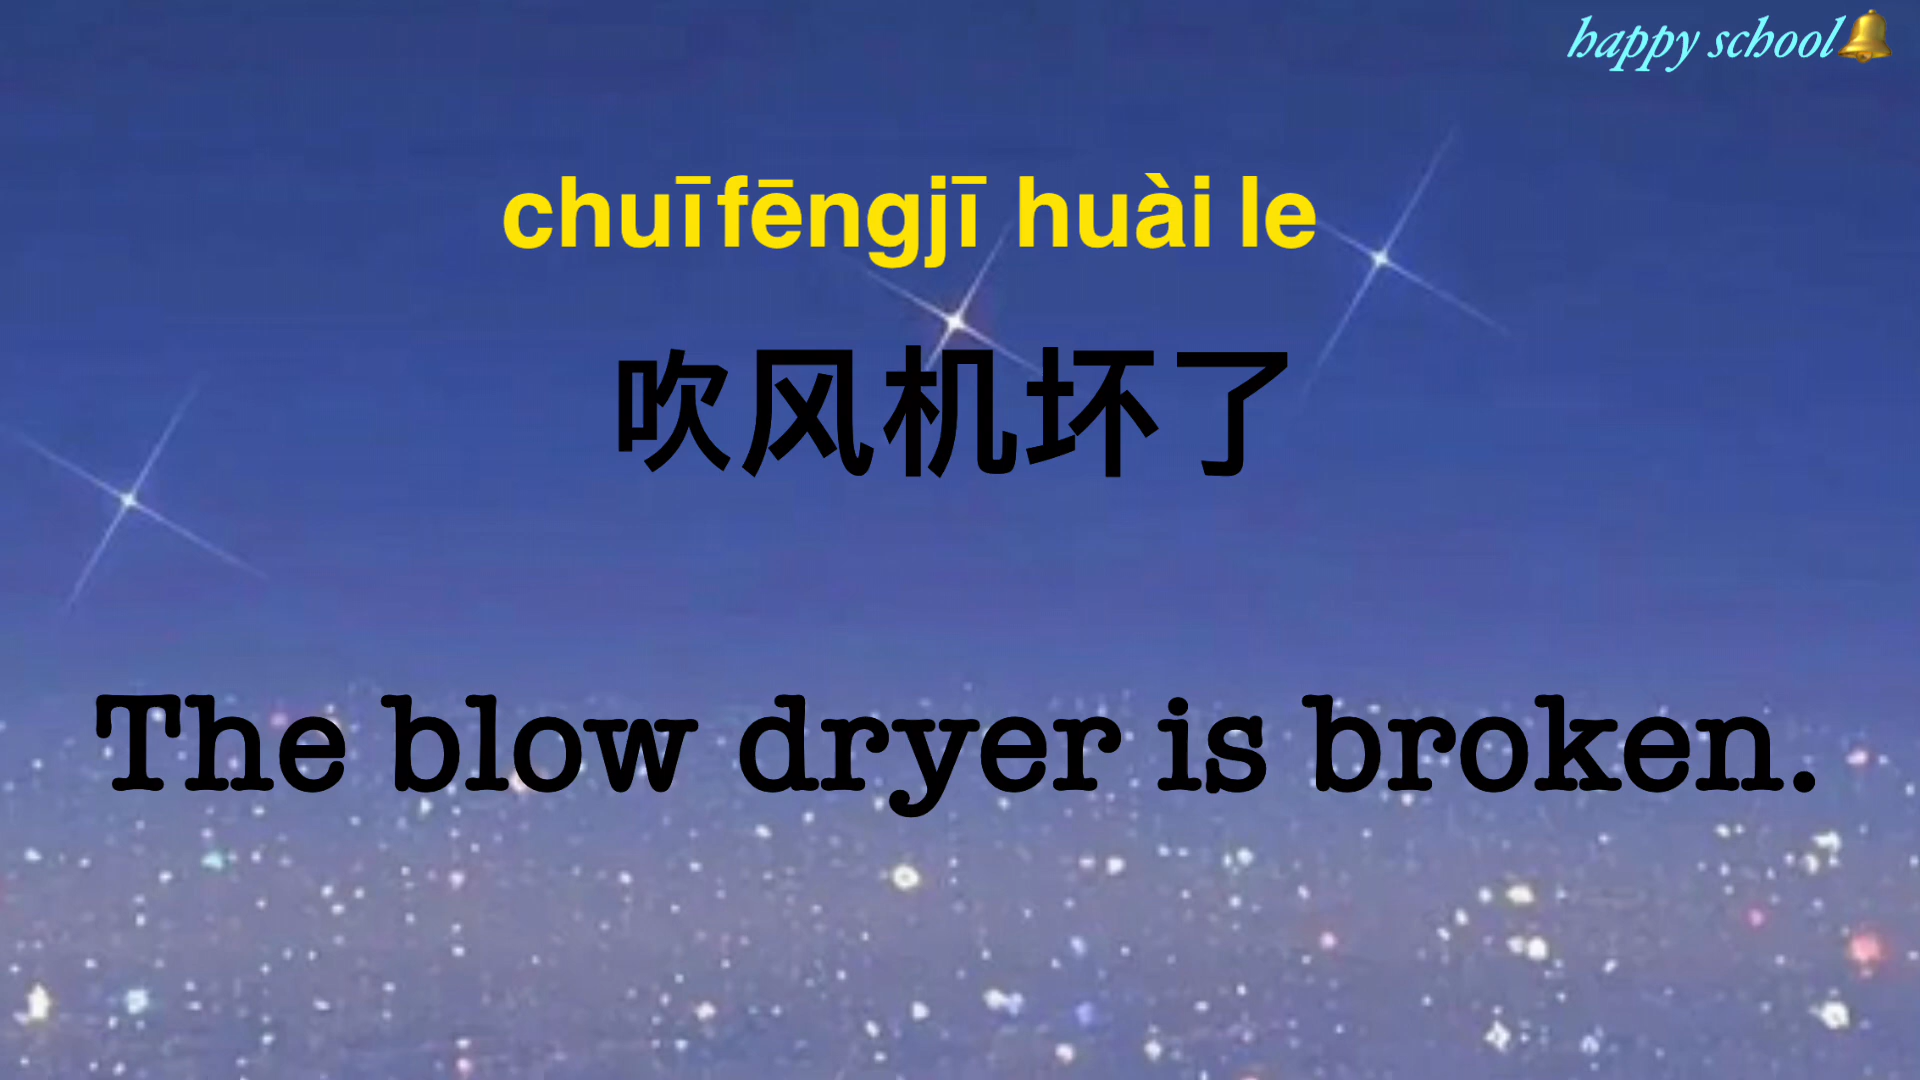 happy school🔔
chuīfēngjī huài le
吹风机坏了
The blow dryer is broken.